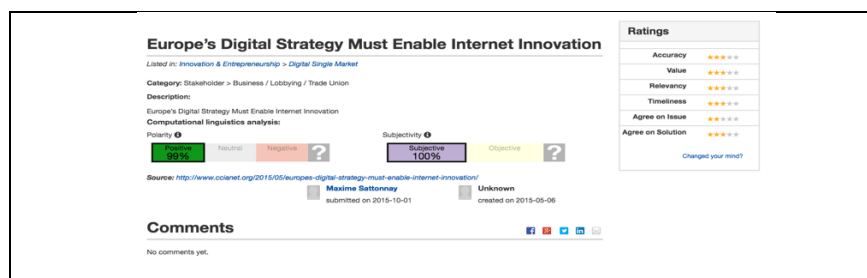 Europe's Digital Strategy Must Enable Internet Innovation
Listed in: Innovation & Entrepreneurship > Digital Single Market
Category: Stakeholder > Business / Lobbying / Trade Union
Description:
Europe's Digital Strategy Must Enable Internet Innovation
Computational linguistics analysis:
Polarity Subjectivity
Positive 99% Neutral Negative ? Subjective 100% Objective ?
Source: http://www.ccianet.org/2015/05/europes-digital-strategy-must-enable-internet-innovation/
Maxime Sattonnay Unknown
submitted on 2015-10-01 created on 2015-05-06
Comments
No comments yet.
Ratings
Accuracy
Value
Relevancy
Timeliness
Agree on Issue
Agree on Solution
Changed your mind?